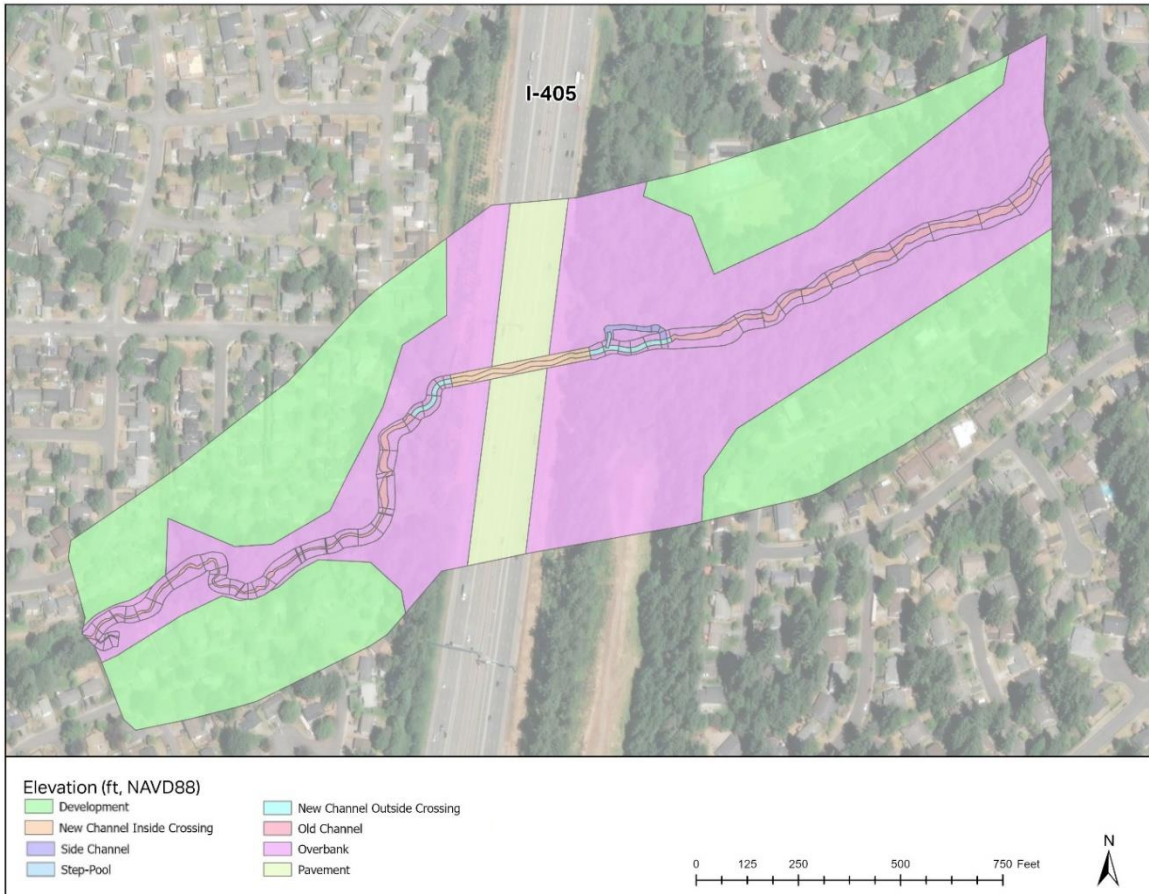 I-405
Elevation (ft, NAVD88)
Development
New Channel Inside Crossing
Side Channel
Step-Pool
New Channel Outside Crossing
Old Channel
Overbank
Pavement
0 125 250 500 750 Feet
N